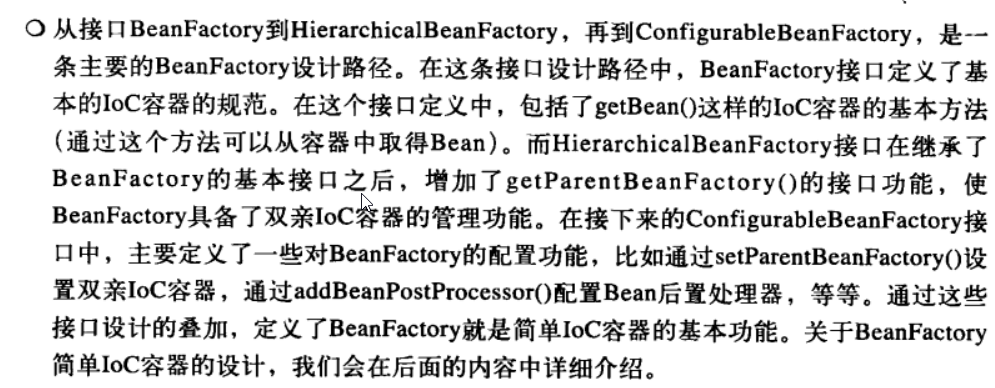 ○ 从接口BeanFactory到HierarchicalBeanFactory，再到ConfigurableBeanFactory，是一
条主要的BeanFactory设计路径。在这条接口设计路径中，BeanFactory接口定义了基
本的IoC容器的规范。在这个接口定义中，包括了getBean()这样的IoC容器的基本方法
（通过这个方法可以从容器中取得Bean）。而HierarchicalBeanFactory接口在继承了
BeanFactory的基本接口之后，增加了getParentBeanFactory()的接口功能，使
BeanFactory具备了双亲IoC容器的管理功能。在接下来的ConfigurableBeanFactory接
口中，主要定义了一些对BeanFactory的配置功能，比如通过setParentBeanFactory()设
置双亲IoC容器，通过addBeanPostProcessor()配置Bean后置处理器，等等。通过这些
接口设计的叠加，定义了BeanFactory就是简单IoC容器的基本功能。关于BeanFactory
简单IoC容器的设计，我们会在后面的内容中详细介绍。